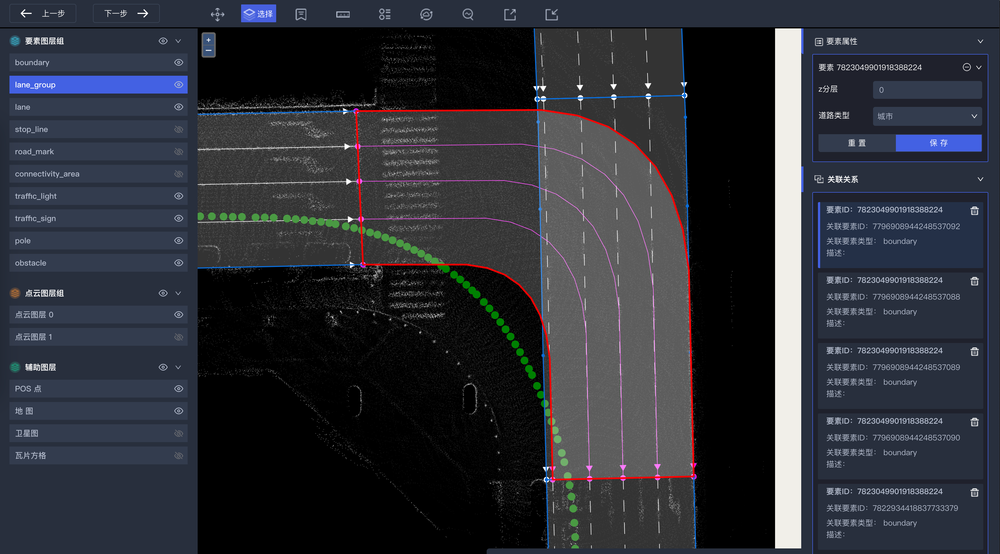 上一步
下一步
选择
要素图层组
boundary
lane_group
lane
stop_line
road_mark
connectivity_area
traffic_light
traffic_sign
pole
obstacle
点云图层组
点云图层 0
点云图层 1
辅助图层
POS 点
地 图
卫星图
瓦片方格
+
−
要素属性
要素 7823049901918388224
z分层
0
道路类型
城市
重 置
保 存
关联关系
要素ID：7823049901918388224
关联要素ID：7796908944248537092
关联要素类型： boundary
描述：
要素ID：7823049901918388224
关联要素ID：7796908944248537088
关联要素类型： boundary
描述：
要素ID：7823049901918388224
关联要素ID：7796908944248537089
关联要素类型： boundary
描述：
要素ID：7823049901918388224
关联要素ID：7796908944248537090
关联要素类型： boundary
描述：
要素ID：7823049901918388224
关联要素ID：7822934418837733379
关联要素类型： boundary
描述：